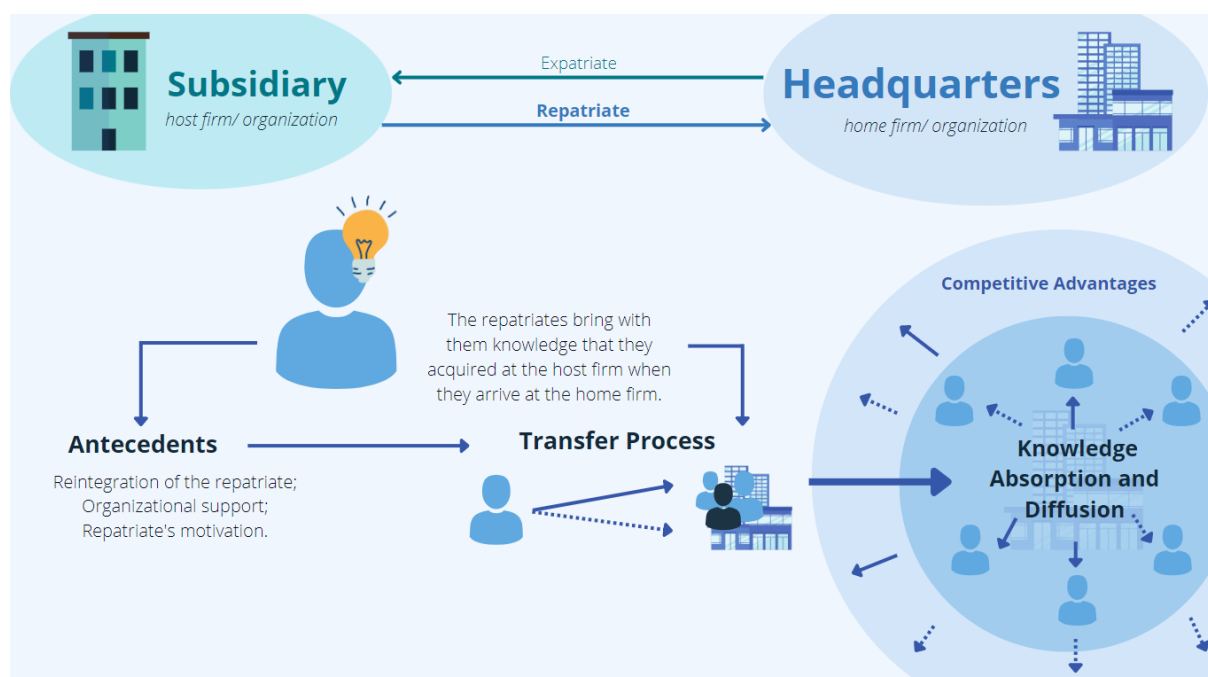 Expatriate
Subsidiary
host firm/ organization
Repatriate
Headquarters
home firm/ organization
The repatriates bring with
them knowledge that they
acquired at the host firm when
they arrive at the home firm.
Antecedents
Reintegration of the repatriate;
Organizational support;
Repatriate's motivation.
Transfer Process
Competitive Advantages
Knowledge
Absorption and
Diffusion